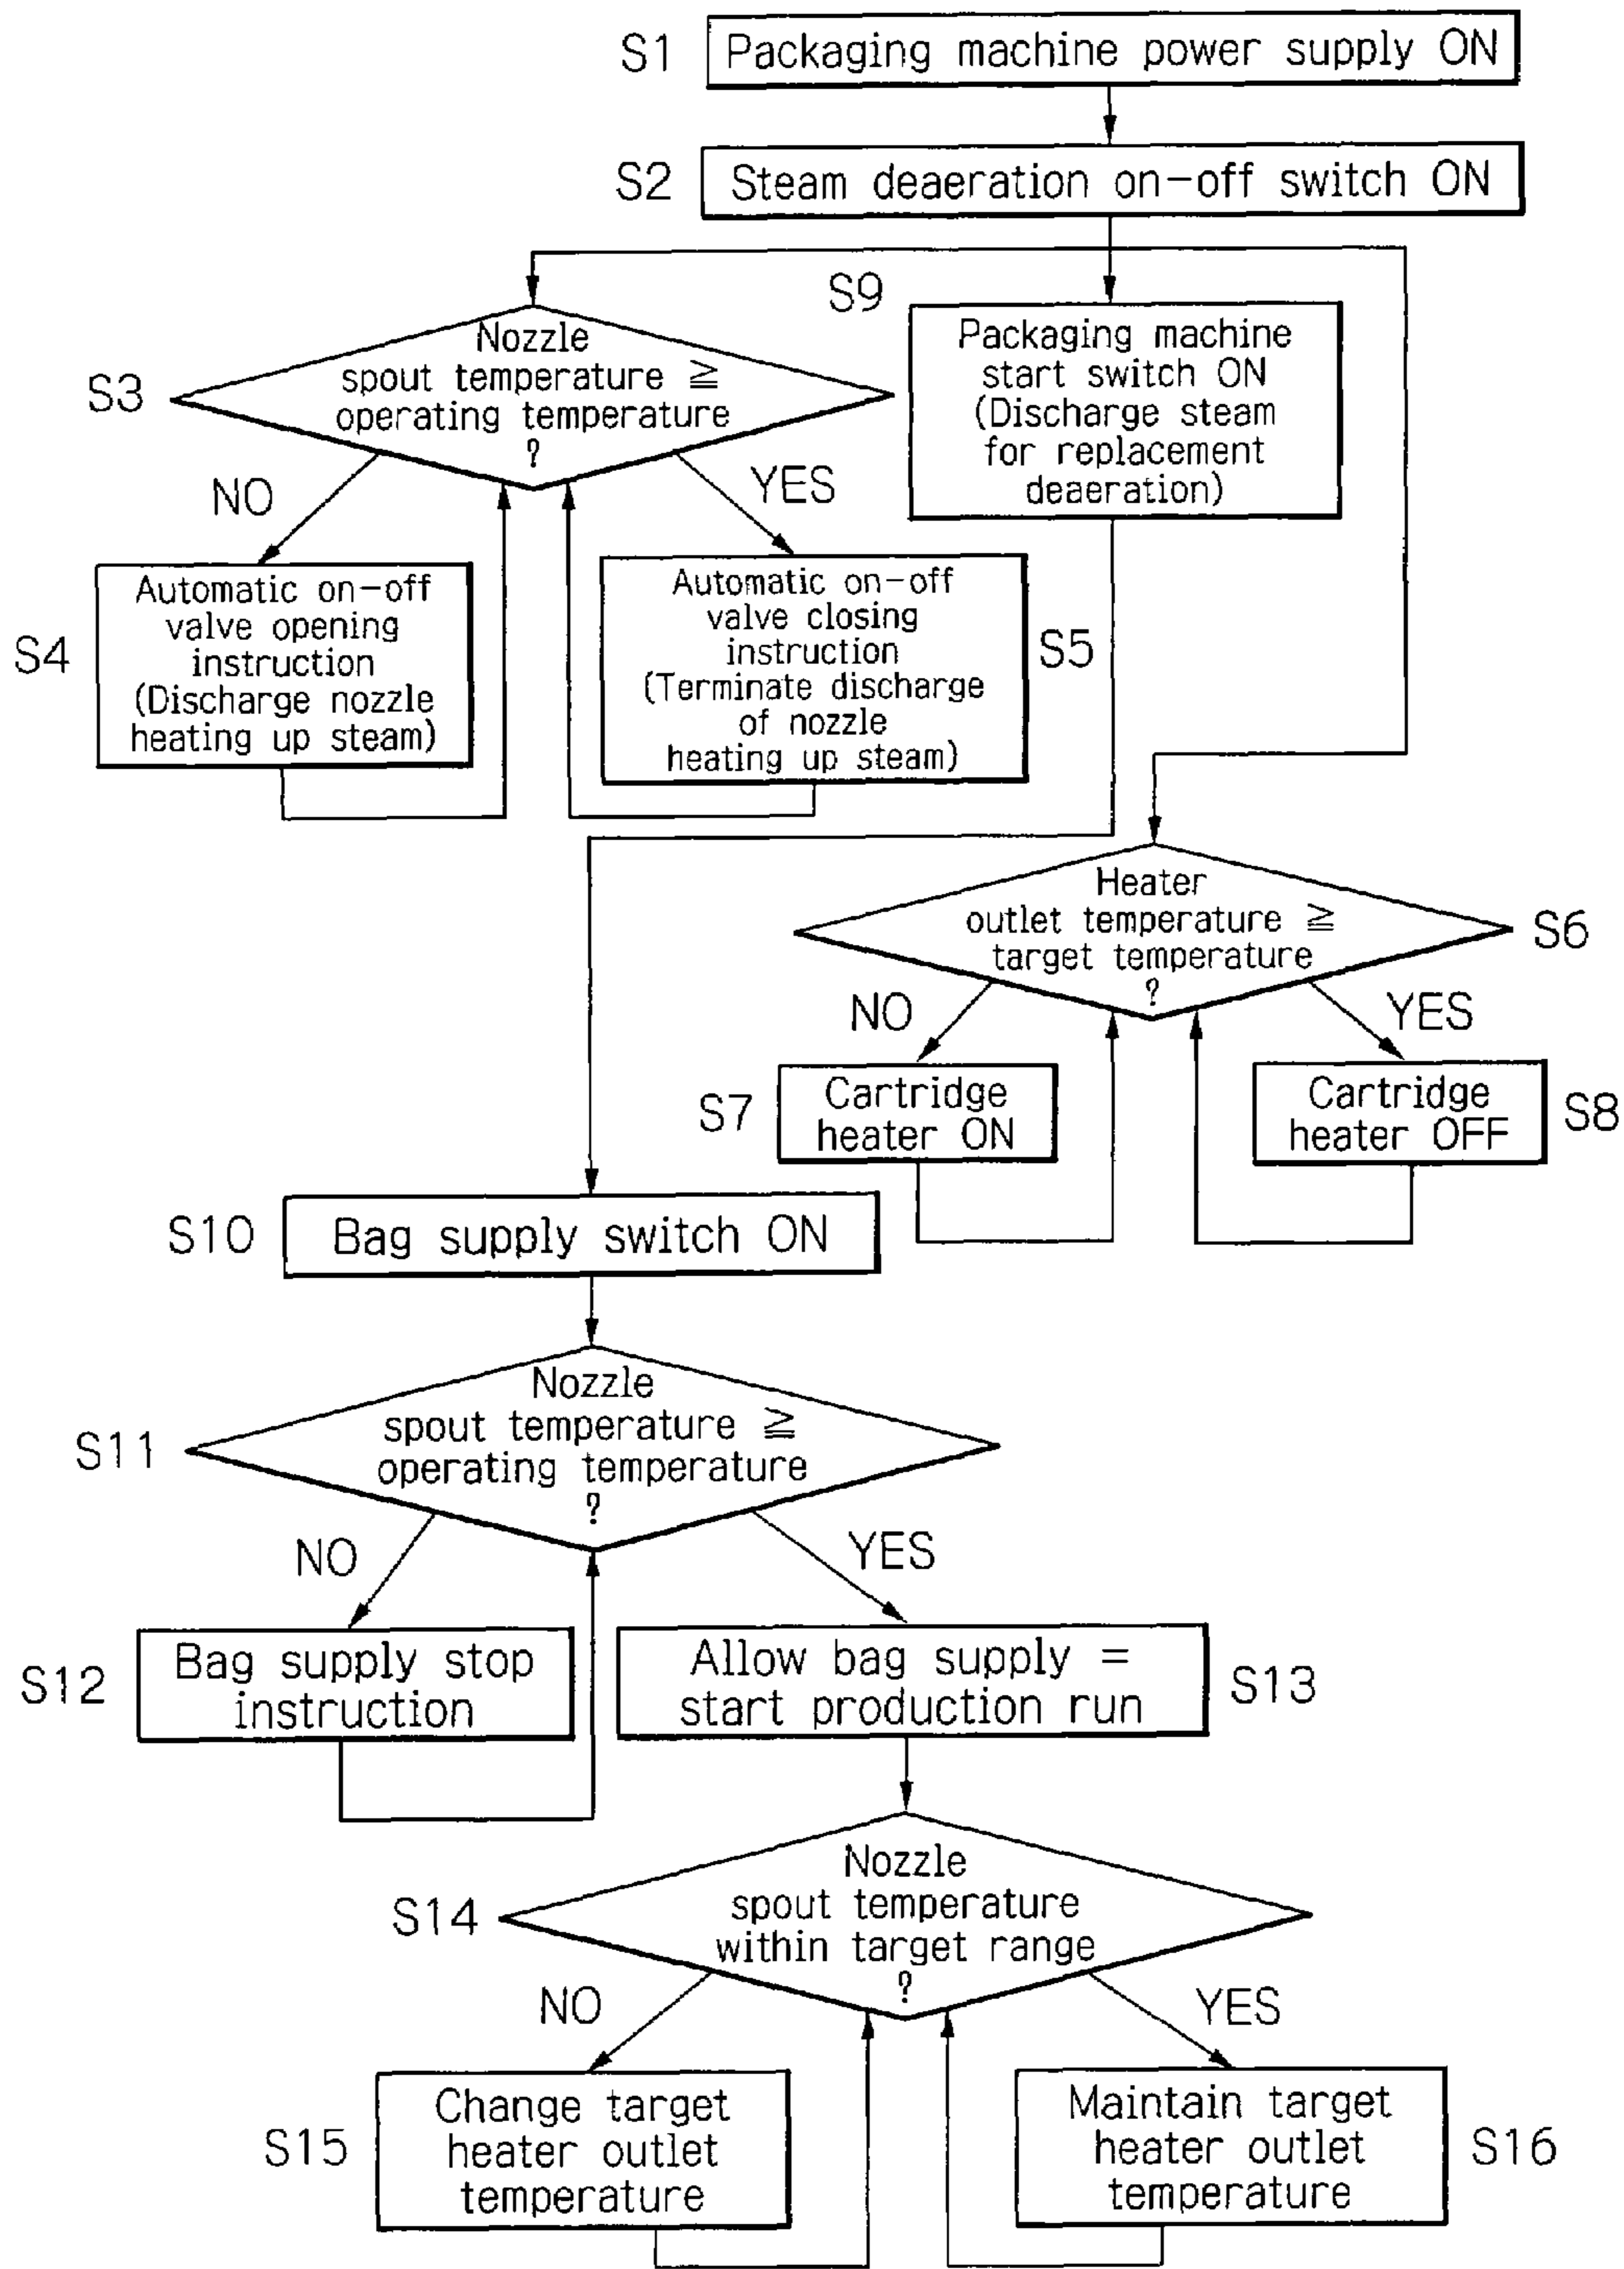 S1
Packaging machine power supply ON
S2
Steam deaeration on-off switch ON
S3
Nozzle
spout temperature ≧
operating temperature
?
NO
YES
S9
Packaging machine
start switch ON
(Discharge steam
for replacement
deaeration)
S4
Automatic on-off
valve opening
instruction
(Discharge nozzle
heating up steam)
Automatic on-off
valve closing
instruction
(Terminate discharge
of nozzle
heating up steam)
S5
Heater
outlet temperature ≧
target temperature
?
S6
NO
YES
S7
Cartridge
heater ON
Cartridge
heater OFF
S8
S10
Bag supply switch ON
S11
Nozzle
spout temperature ≧
operating temperature
?
NO
YES
S12
Bag supply stop
instruction
Allow bag supply =
start production run
S13
S14
Nozzle
spout temperature
within target range
?
NO
YES
S15
Change target
heater outlet
temperature
Maintain target
heater outlet
temperature
S16